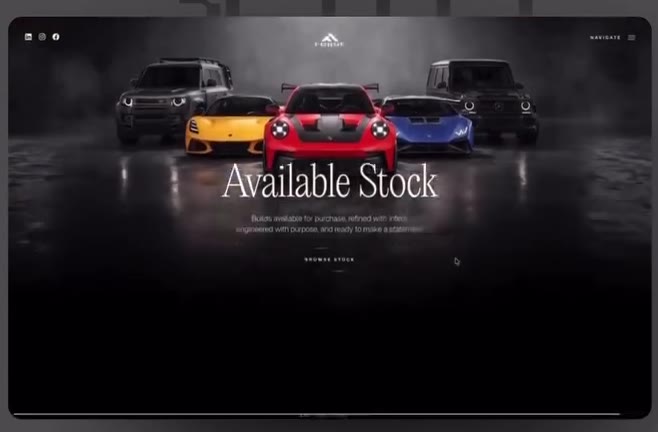 FORGE
NAVIGATE
Available Stock
Builds available for purchase, refined with intent,
engineered with purpose, and ready to make a statement
BROWSE STOCK